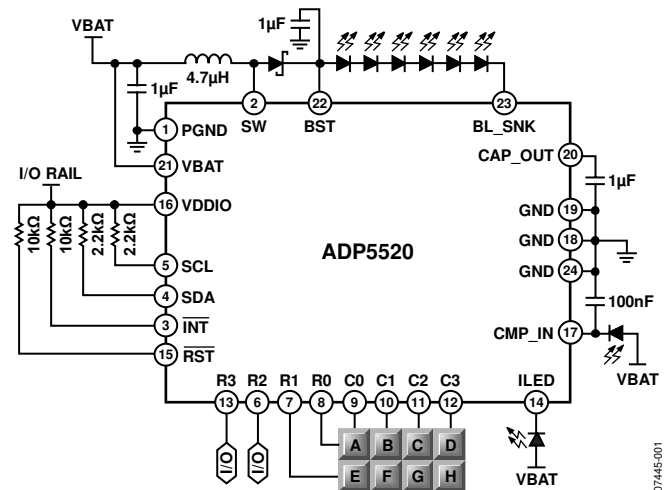 VBAT
1µF
4.7µH
1µF
2
22
23
SW
BST
BL_SNK
1
PGND
21
VBAT
I/O RAIL
16
VDDIO
10kΩ
10kΩ
2.2kΩ
2.2kΩ
5
SCL
4
SDA
3
INT
15
RST
ADP5520
CAP_OUT
20
1µF
GND
19
GND
18
GND
24
100nF
CMP_IN
17
VBAT
R3
R2
R1
R0
C0
C1
C2
C3
ILED
13
6
7
8
9
10
11
12
14
I/O
I/O
A
B
C
D
E
F
G
H
VBAT
07445-001